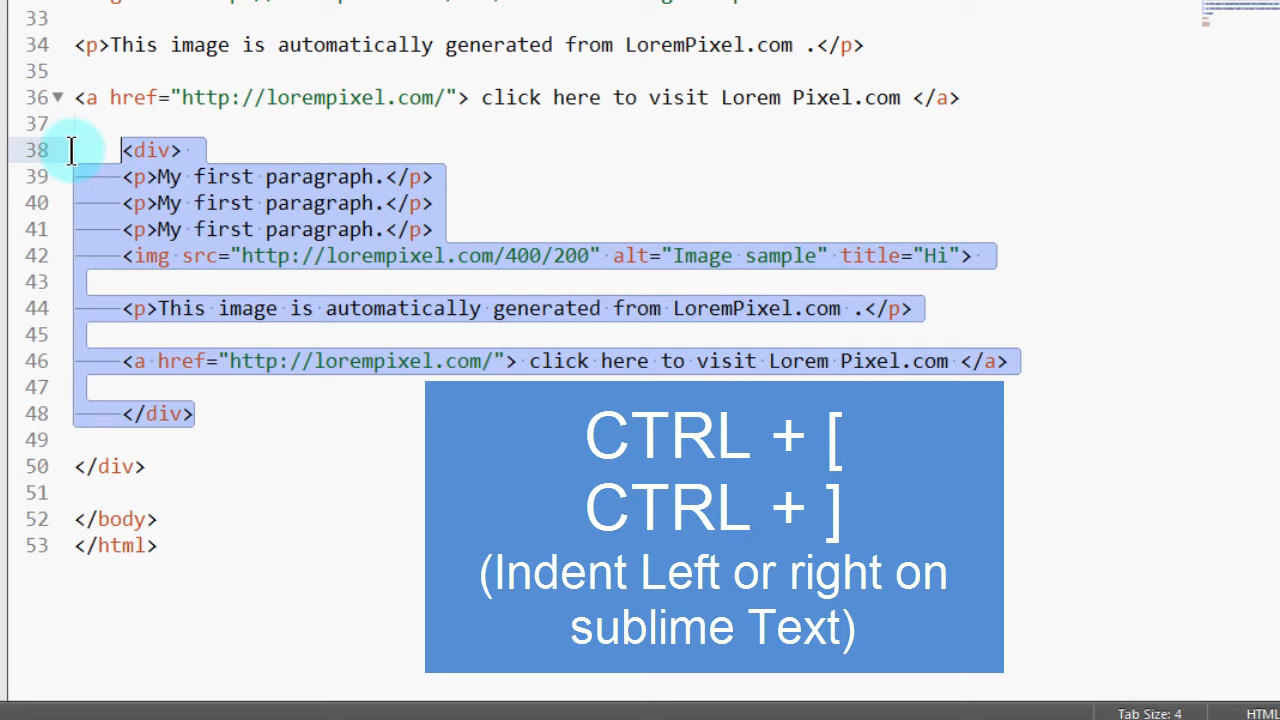 33
34 <p>This image is automatically generated from LoremPixel.com .</p>
35
36 <a href="http://lorempixel.com/"> click here to visit Lorem Pixel.com </a>
37
38 <div>
39 <p>My first paragraph.</p>
40 <p>My first paragraph.</p>
41 <p>My first paragraph.</p>
42 <img src="http://lorempixel.com/400/200" alt="Image sample" title="Hi">
43
44 <p>This image is automatically generated from LoremPixel.com .</p>
45
46 <a href="http://lorempixel.com/"> click here to visit Lorem Pixel.com </a>
47
48 </div>
49
50 </div>
51
52 </body>
53 </html>
CTRL + [
CTRL + ]
(Indent Left or right on
sublime Text)
Tab Size: 4 HTML